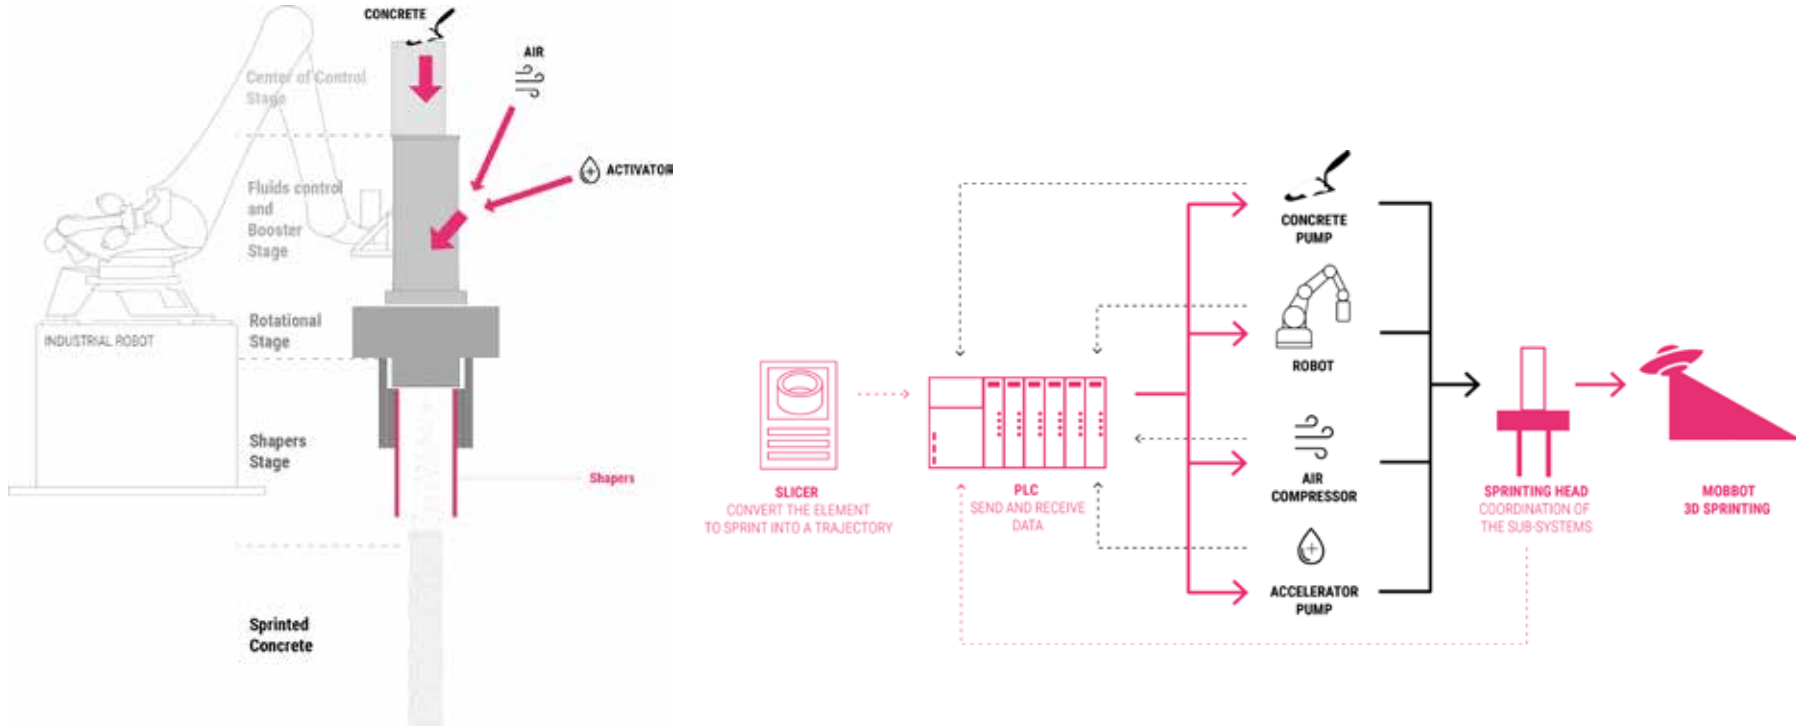 CONCRETE
AIR
Center of Control
Stage
ACTIVATOR
Fluids control
and
Booster
Stage
Rotational
Stage
INDUSTRIAL ROBOT
Shapers
Stage
Shapers
Sprinted
Concrete
CONCRETE
PUMP
ROBOT
SLICER
CONVERT THE ELEMENT
TO SPRINT INTO A TRAJECTORY
PLC
SEND AND RECEIVE
DATA
AIR
COMPRESSOR
ACCELERATOR
PUMP
SPRINTING HEAD
COORDINATION OF
THE SUB-SYSTEMS
MOBBOT
3D SPRINTING